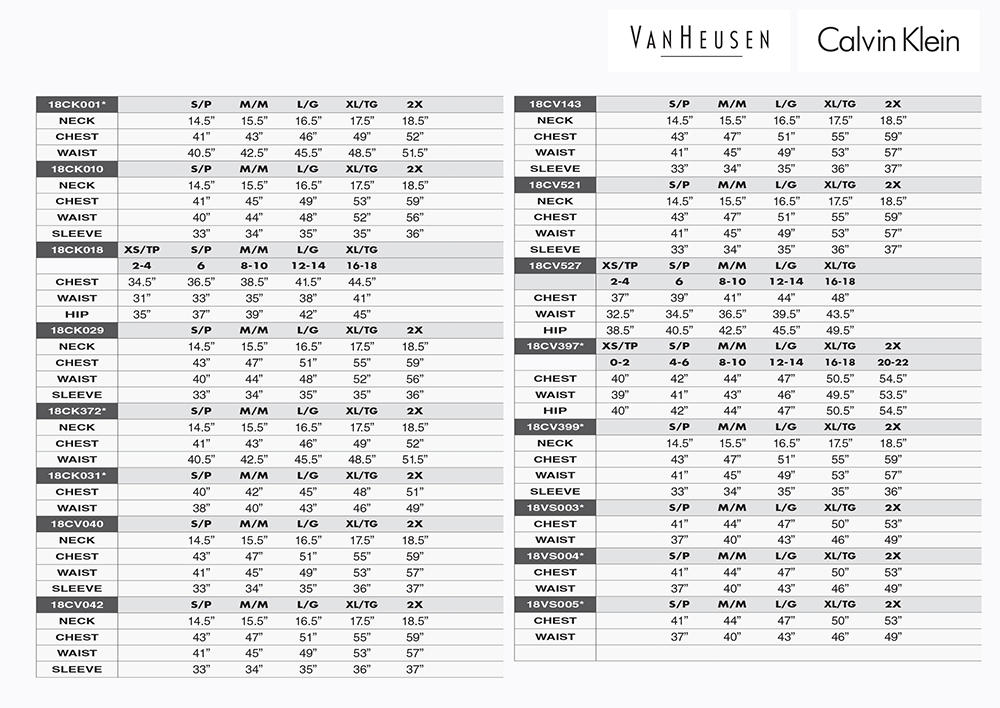 VANHEUSEN
Calvin Klein
18CK001* S/P M/M L/G XL/TG 2X
NECK 14.5” 15.5” 16.5” 17.5” 18.5”
CHEST 41” 43” 46” 49” 52”
WAIST 40.5” 42.5” 45.5” 48.5” 51.5”
18CK010 S/P M/M L/G XL/TG 2X
NECK 14.5” 15.5” 16.5” 17.5” 18.5”
CHEST 41” 45” 49” 53” 59”
WAIST 40” 44” 48” 52” 56”
SLEEVE 33” 34” 35” 35” 36”
18CK018 XS/TP S/P M/M L/G XL/TG
2-4 6 8-10 12-14 16-18
CHEST 34.5” 36.5” 38.5” 41.5” 44.5”
WAIST 31” 33” 35” 38” 41”
HIP 35” 37” 39” 42” 45”
18CK029 S/P M/M L/G XL/TG 2X
NECK 14.5” 15.5” 16.5” 17.5” 18.5”
CHEST 43” 47” 51” 55” 59”
WAIST 40” 44” 48” 52” 56”
SLEEVE 33” 34” 35” 35” 36”
18CK372* S/P M/M L/G XL/TG 2X
NECK 14.5” 15.5” 16.5” 17.5” 18.5”
CHEST 41” 43” 46” 49” 52”
WAIST 40.5” 42.5” 45.5” 48.5” 51.5”
18CK031* S/P M/M L/G XL/TG 2X
CHEST 40” 42” 45” 48” 51”
WAIST 38” 40” 43” 46” 49”
18CV040 S/P M/M L/G XL/TG 2X
NECK 14.5” 15.5” 16.5” 17.5” 18.5”
CHEST 43” 47” 51” 55” 59”
WAIST 41” 45” 49” 53” 57”
SLEEVE 33” 34” 35” 36” 37”
18CV042 S/P M/M L/G XL/TG 2X
NECK 14.5” 15.5” 16.5” 17.5” 18.5”
CHEST 43” 47” 51” 55” 59”
WAIST 41” 45” 49” 53” 57”
SLEEVE 33” 34” 35” 36” 37”
18CV143 S/P M/M L/G XL/TG 2X
NECK 14.5” 15.5” 16.5” 17.5” 18.5”
CHEST 43” 47” 51” 55” 59”
WAIST 41” 45” 49” 53” 57”
SLEEVE 33” 34” 35” 36” 37”
18CV521 S/P M/M L/G XL/TG 2X
NECK 14.5” 15.5” 16.5” 17.5” 18.5”
CHEST 43” 47” 51” 55” 59”
WAIST 41” 45” 49” 53” 57”
SLEEVE 33” 34” 35” 36” 37”
18CV527 XS/TP S/P M/M L/G XL/TG
2-4 6 8-10 12-14 16-18
CHEST 37” 39” 41” 44” 48”
WAIST 32.5” 34.5” 36.5” 39.5” 43.5”
HIP 38.5” 40.5” 42.5” 45.5” 49.5”
18CV397* XS/TP S/P M/M L/G XL/TG 2X
0-2 4-6 8-10 12-14 16-18 20-22
CHEST 40” 42” 44” 47” 50.5” 54.5”
WAIST 39” 41” 43” 46” 49.5” 53.5”
HIP 40” 42” 44” 47” 50.5” 54.5”
18CV399* S/P M/M L/G XL/TG 2X
NECK 14.5” 15.5” 16.5” 17.5” 18.5”
CHEST 43” 47” 51” 55” 59”
WAIST 41” 45” 49” 53” 57”
SLEEVE 33” 34” 35” 35” 36”
18VS003* S/P M/M L/G XL/TG 2X
CHEST 41” 44” 47” 50” 53”
WAIST 37” 40” 43” 46” 49”
18VS004* S/P M/M L/G XL/TG 2X
CHEST 41” 44” 47” 50” 53”
WAIST 37” 40” 43” 46” 49”
18VS005* S/P M/M L/G XL/TG 2X
CHEST 41” 44” 47” 50” 53”
WAIST 37” 40” 43” 46” 49”